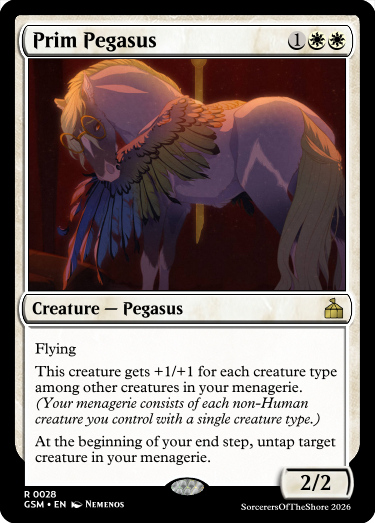 Prim Pegasus 1
Creature — Pegasus
Flying
This creature gets +1/+1 for each creature type
among other creatures in your menagerie.
(Your menagerie consists of each non-Human
creature you control with a single creature type.)
At the beginning of your end step, untap target
creature in your menagerie.
2/2
R 0028
GSM • EN Nemenos
SorcerersOfTheShore 2026